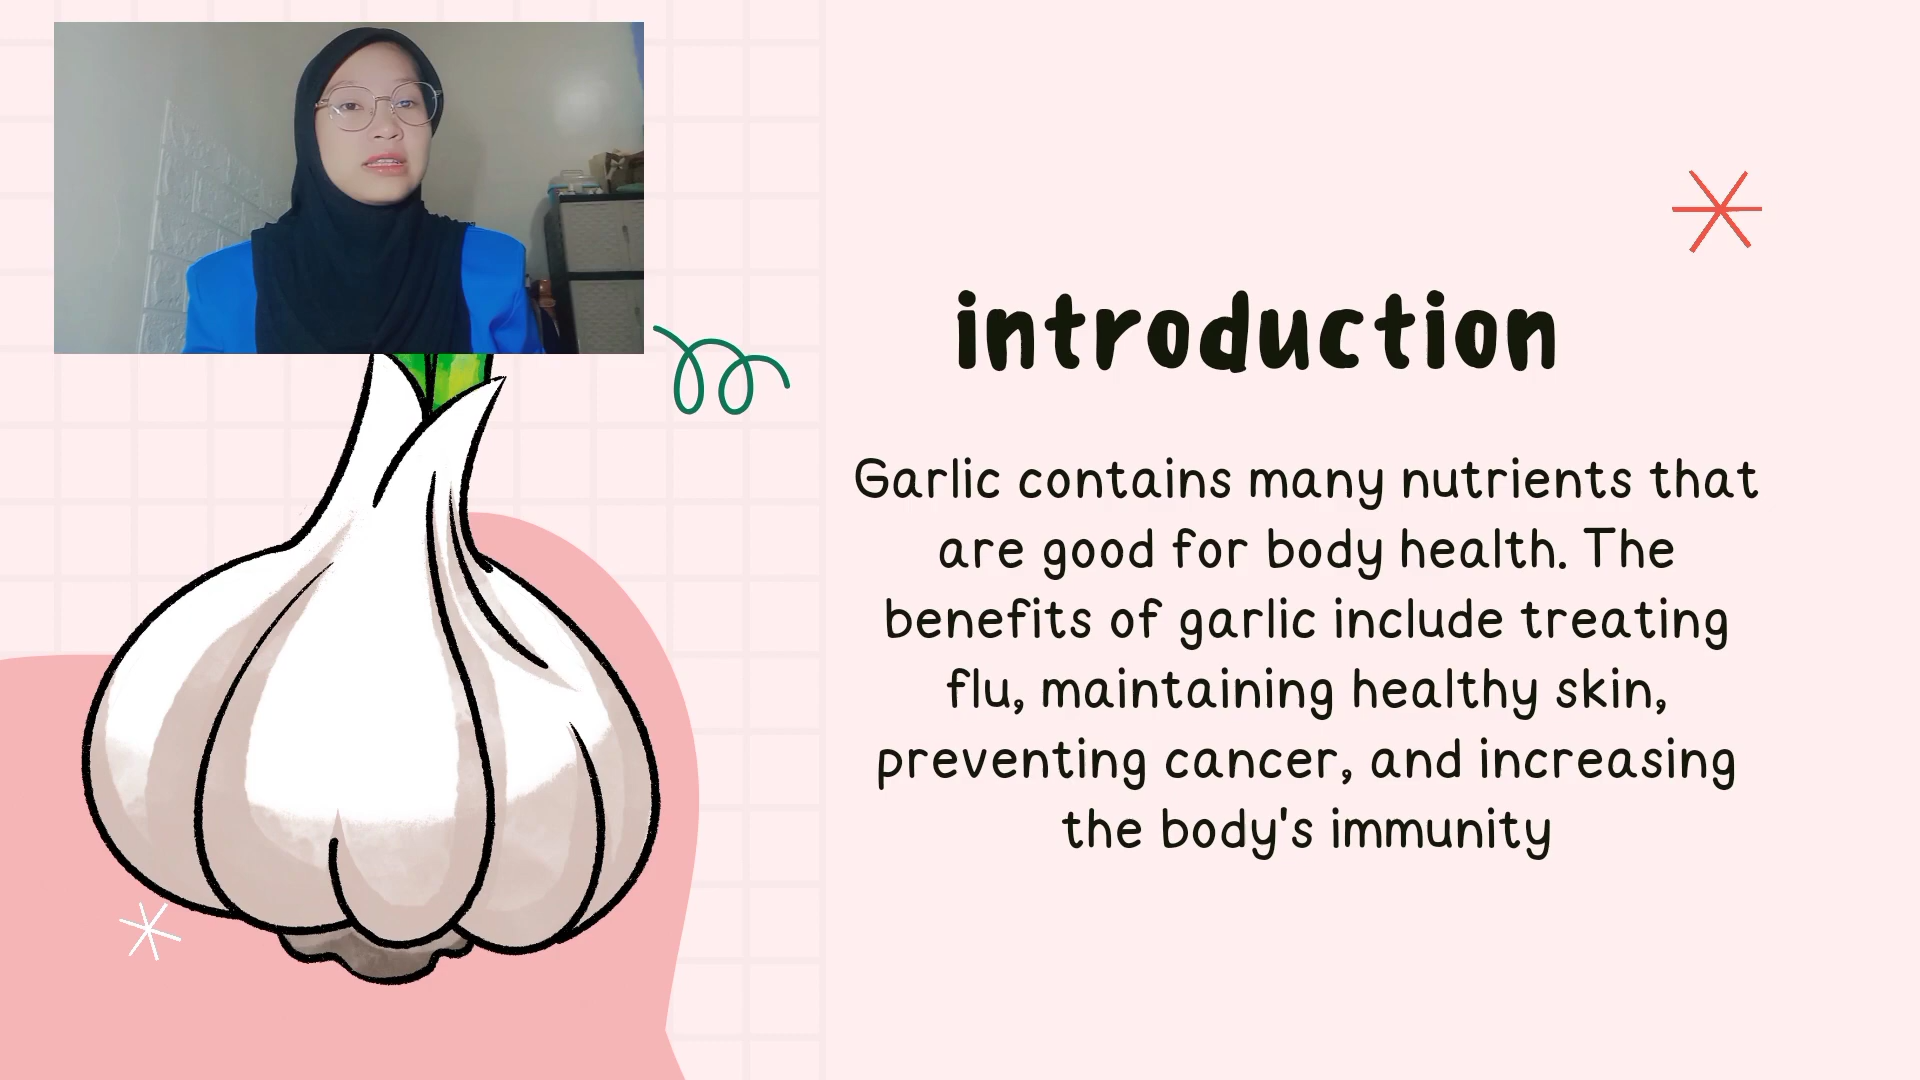 introduction
Garlic contains many nutrients that
are good for body health. The
benefits of garlic include treating
flu, maintaining healthy skin,
preventing cancer, and increasing
the body's immunity